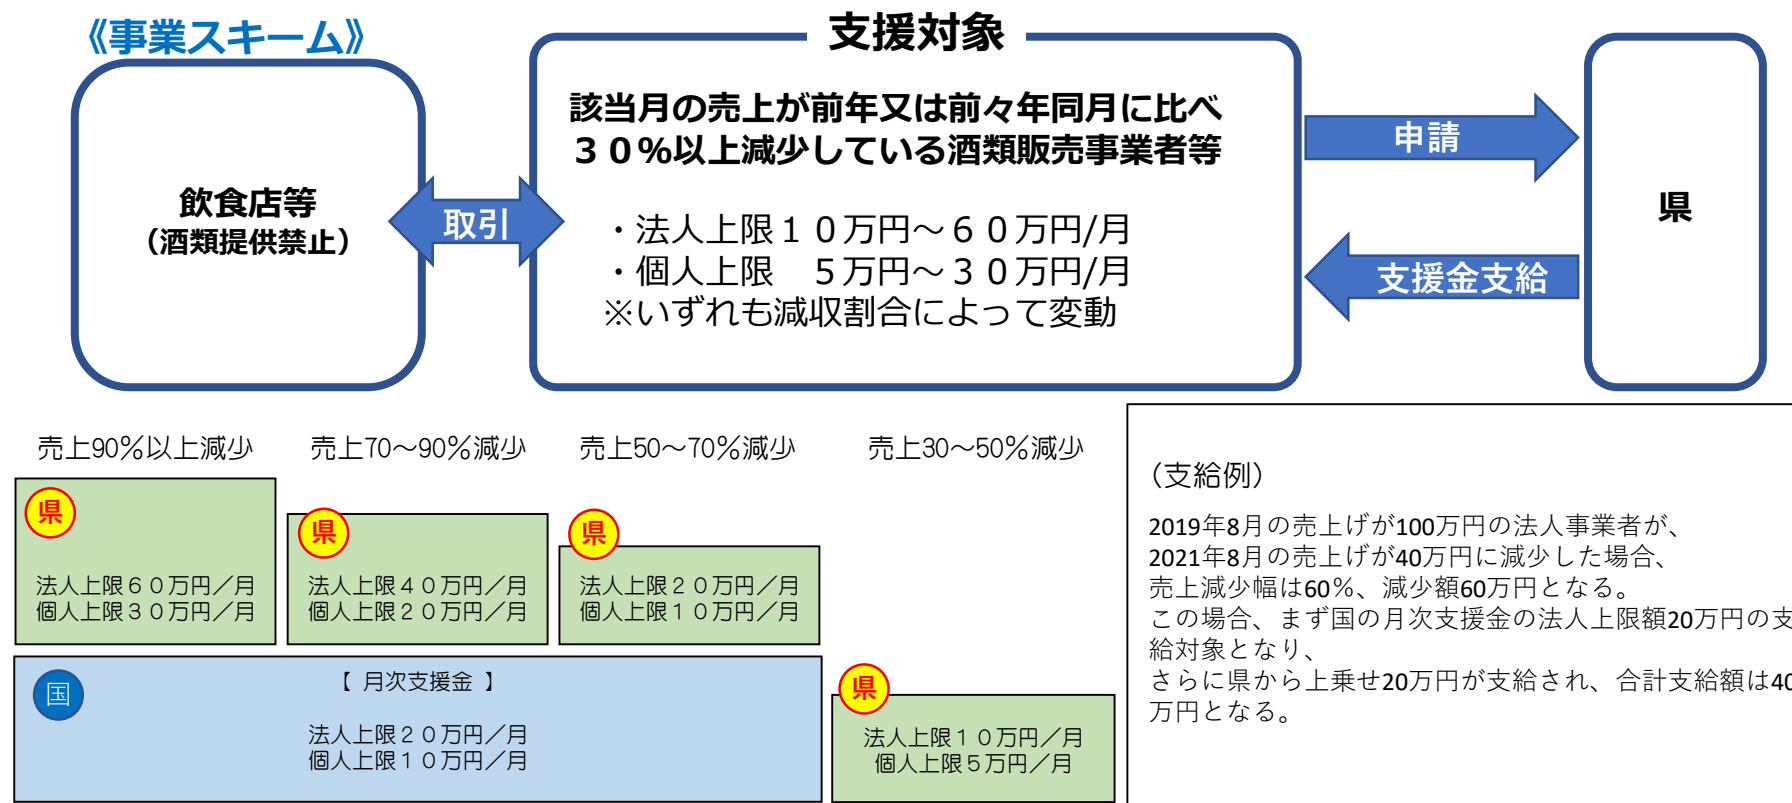 《事業スキーム》
支援対象
飲食店等
（酒類提供禁止）
取引
該当月の売上が前年又は前々年同月に比べ
３０％以上減少している酒類販売事業者等
・法人上限１０万円～６０万円/月
・個人上限　５万円～３０万円/月
※いずれも減収割合によって変動
申請
支援金支給
県
売上90％以上減少
売上70～90％減少
売上50～70％減少
売上30～50％減少
県
法人上限６０万円／月
個人上限３０万円／月
県
法人上限４０万円／月
個人上限２０万円／月
県
法人上限２０万円／月
個人上限１０万円／月
国
【 月次支援金 】
法人上限２０万円／月
個人上限１０万円／月
県
法人上限１０万円／月
個人上限５万円／月
（支給例）
2019年8月の売上げが100万円の法人事業者が、
2021年8月の売上げが40万円に減少した場合、
売上減少幅は60％、減少額60万円となる。
この場合、まず国の月次支援金の法人上限額20万円の支
給対象となり、
さらに県から上乗せ20万円が支給され、合計支給額は40
万円となる。